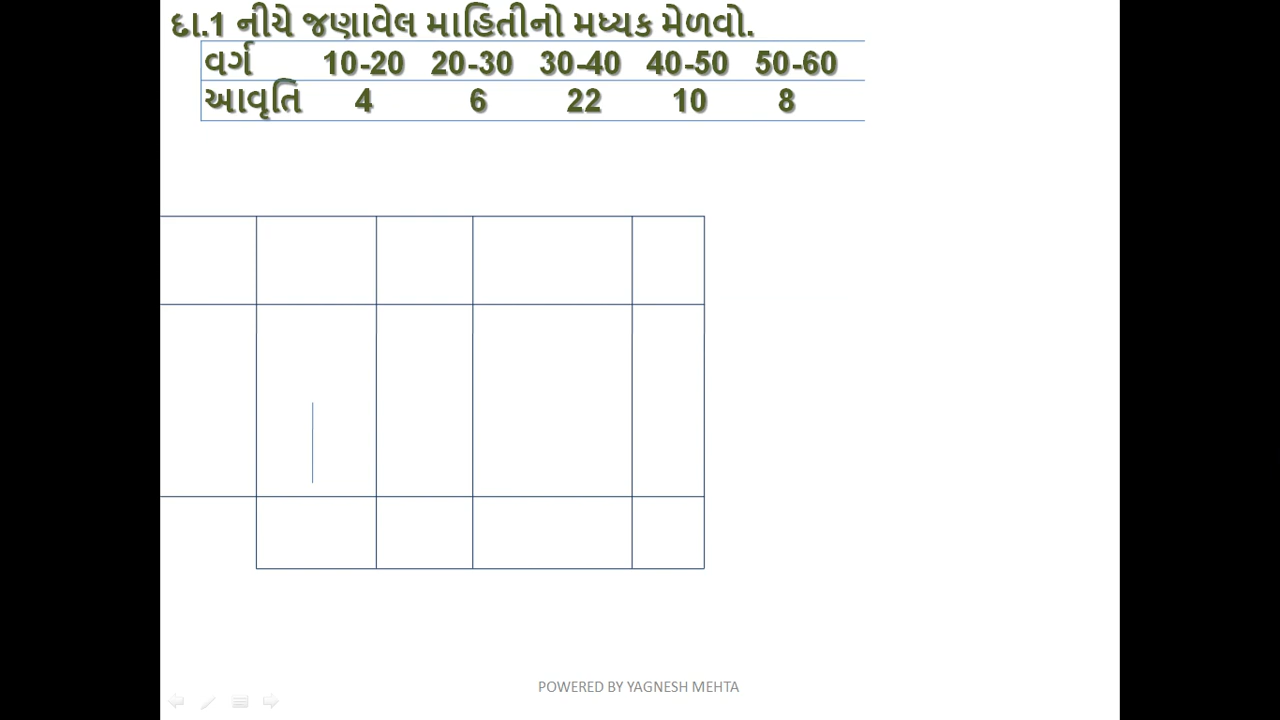 દા.1 નીચે જણાવેલ માહિતીનો મધ્યક મેળવો.
વર્ગ 10-20 20-30 30-40 40-50 50-60
આવૃતિ 4 6 22 10 8
POWERED BY YAGNESH MEHTA